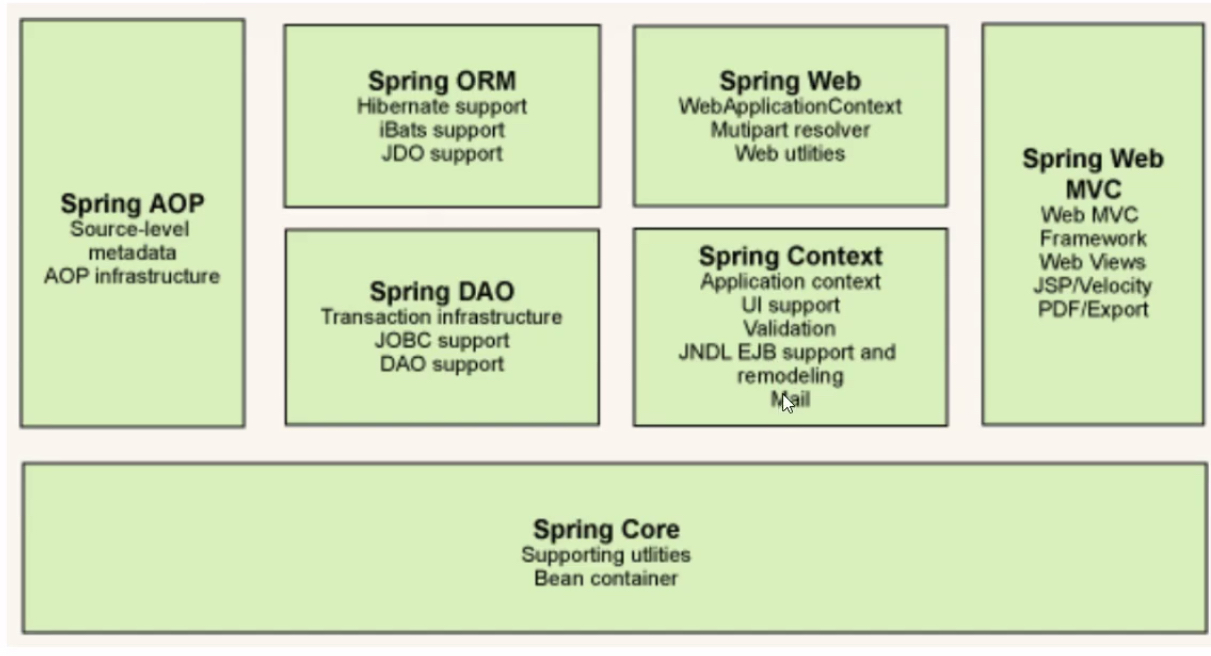 Spring AOP
Source-level
metadata
AOP infrastructure
Spring ORM
Hibernate support
iBats support
JDO support
Spring DAO
Transaction infrastructure
JOBC support
DAO support
Spring Web
WebApplicationContext
Mutipart resolver
Web utlities
Spring Context
Application context
UI support
Validation
JNDL EJB support and
remodeling
Mail
Spring Web
MVC
Web MVC
Framework
Web Views
JSP/Velocity
PDF/Export
Spring Core
Supporting utlities
Bean container